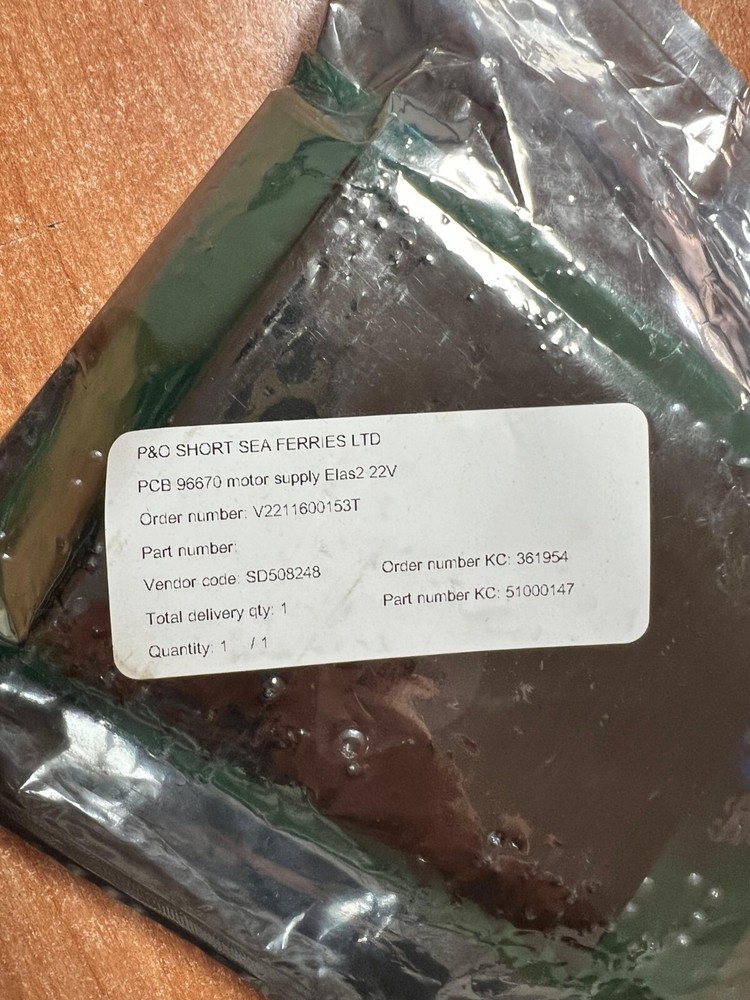 P&O SHORT SEA FERRIES LTD
PCB 96670 motor supply Elas2 22V
Order number: V2211600153T
Part number:
Vendor code: SD508248
Order number KC: 361954
Total delivery qty: 1
Part number KC: 51000147
Quantity: 1 / 1